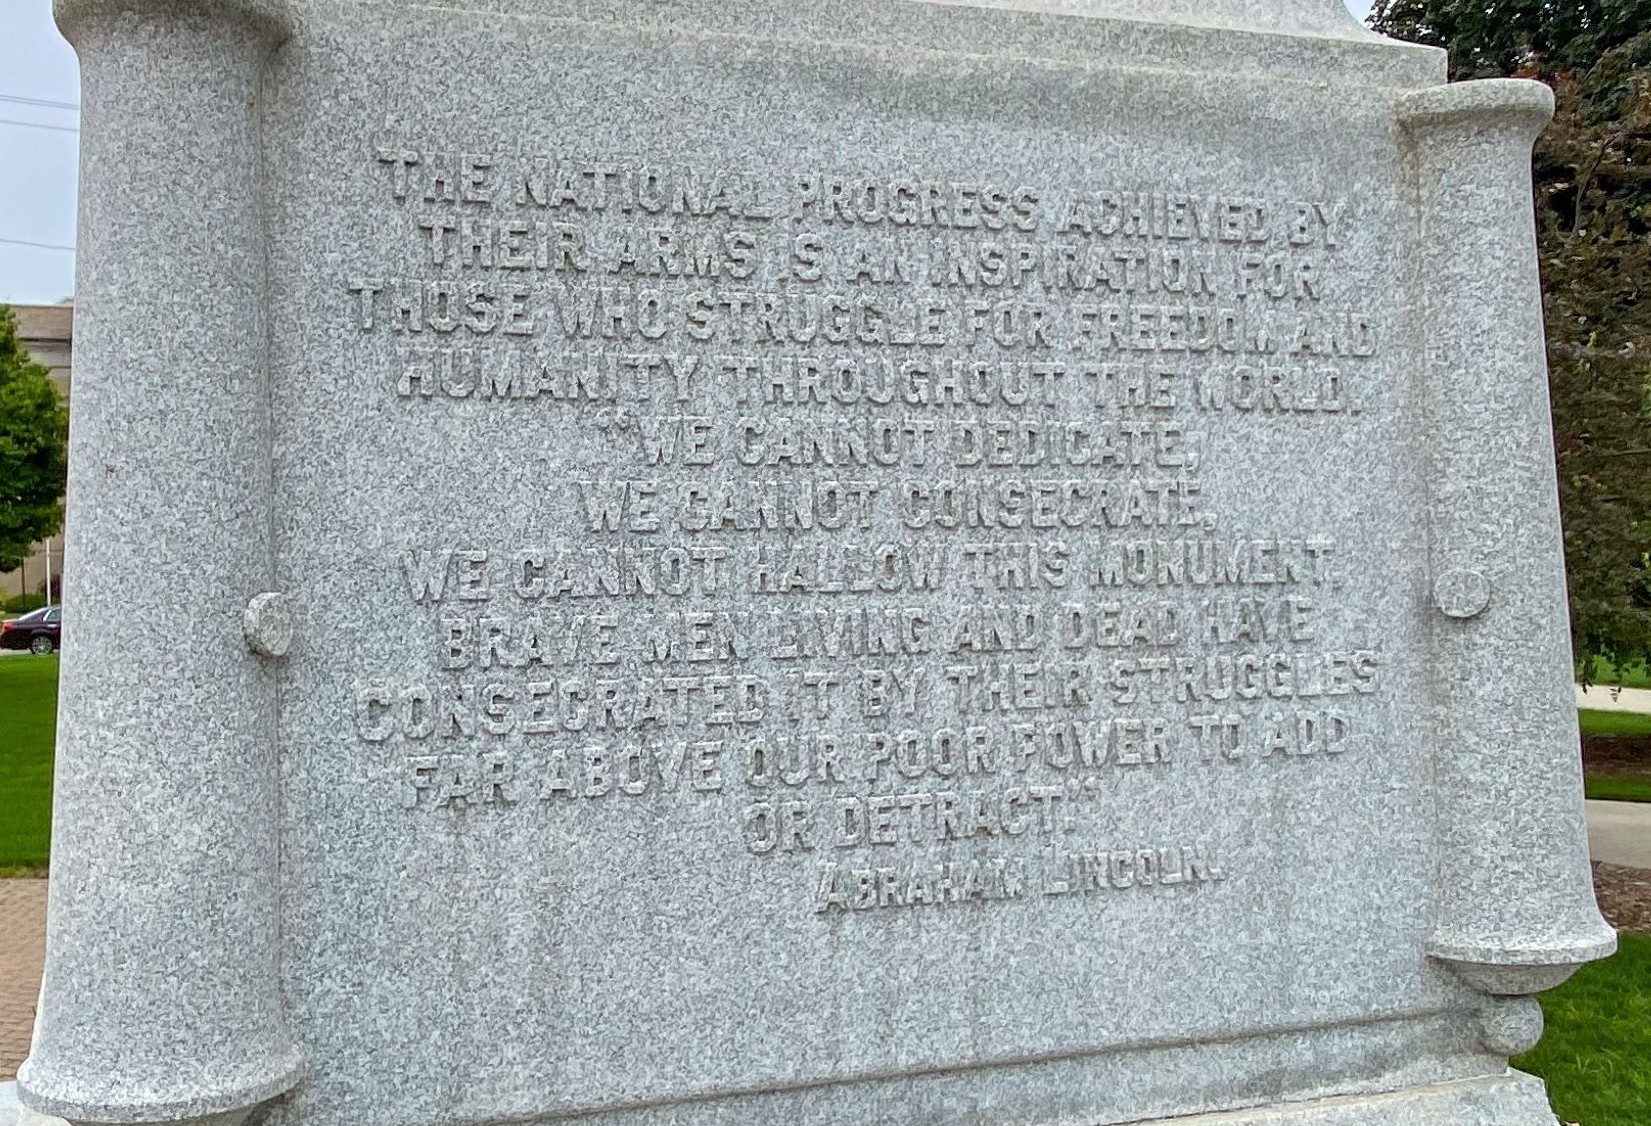 THE NATIONAL PROGRESS ACHIEVED BY
THEIR ARMS IS AN INSPIRATION FOR
THOSE WHO STRUGGLE FOR FREEDOM AND
HUMANITY THROUGHOUT THE WORLD.
"WE CANNOT DEDICATE,
WE CANNOT CONSECRATE,
WE CANNOT HALLOW THIS MONUMENT.
BRAVE MEN LIVING AND DEAD HAVE
CONSECRATED IT BY THEIR STRUGGLES
FAR ABOVE OUR POOR POWER TO ADD
OR DETRACT."
ABRAHAM LINCOLN.